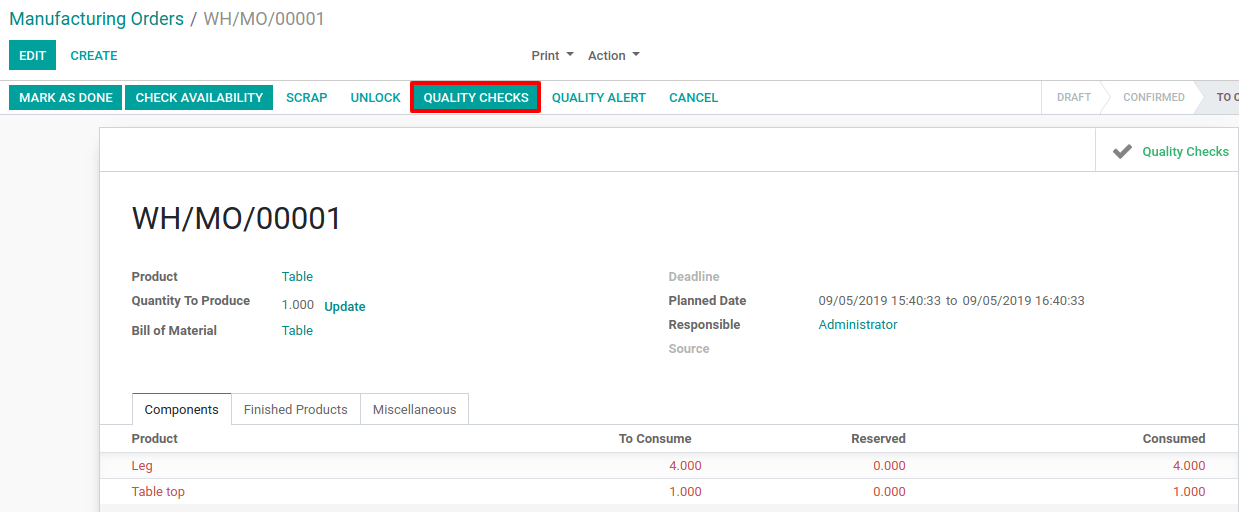 Manufacturing Orders / WH/MO/00001
EDIT CREATE Print Action
MARK AS DONE CHECK AVAILABILITY SCRAP UNLOCK QUALITY CHECKS QUALITY ALERT CANCEL DRAFT CONFIRMED TO C
Quality Checks
WH/MO/00001
Product Table Deadline
Quantity To Produce 1.000 Update Planned Date 09/05/2019 15:40:33 to 09/05/2019 16:40:33
Bill of Material Table Responsible Administrator
Source
Components Finished Products Miscellaneous
Product To Consume Reserved Consumed
Leg 4.000 0.000 4.000
Table top 1.000 0.000 1.000